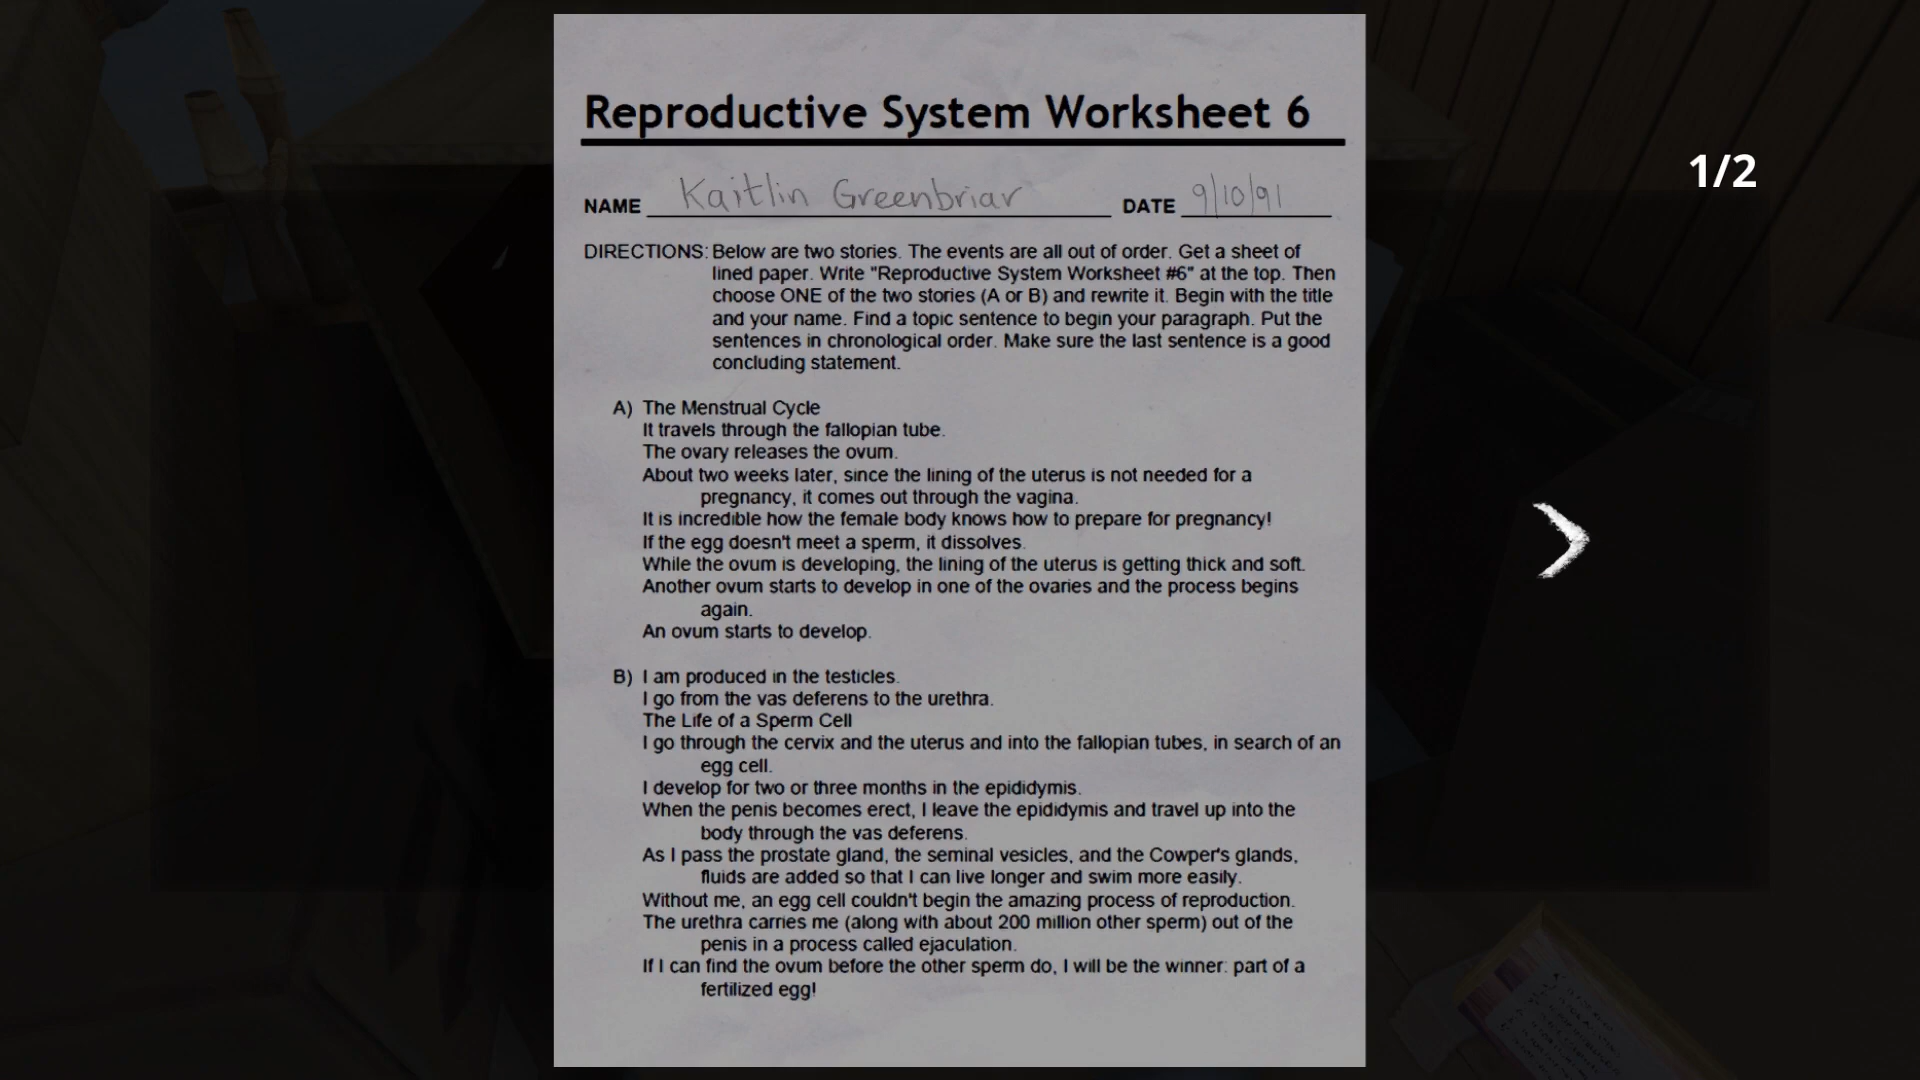 Reproductive System Worksheet 6
1/2
NAME Kaitlin Greenbriar DATE 9/10/91
DIRECTIONS: Below are two stories. The events are all out of order. Get a sheet of
lined paper. Write "Reproductive System Worksheet #6" at the top. Then
choose ONE of the two stories (A or B) and rewrite it. Begin with the title
and your name. Find a topic sentence to begin your paragraph. Put the
sentences in chronological order. Make sure the last sentence is a good
concluding statement.
A) The Menstrual Cycle
It travels through the fallopian tube.
The ovary releases the ovum.
About two weeks later, since the lining of the uterus is not needed for a
pregnancy, it comes out through the vagina.
It is incredible how the female body knows how to prepare for pregnancy!
If the egg doesn't meet a sperm, it dissolves.
While the ovum is developing, the lining of the uterus is getting thick and soft.
Another ovum starts to develop in one of the ovaries and the process begins
again.
An ovum starts to develop.
B) I am produced in the testicles.
I go from the vas deferens to the urethra.
The Life of a Sperm Cell
I go through the cervix and the uterus and into the fallopian tubes, in search of an
egg cell.
I develop for two or three months in the epididymis.
When the penis becomes erect, I leave the epididymis and travel up into the
body through the vas deferens.
As I pass the prostate gland, the seminal vesicles, and the Cowper's glands,
fluids are added so that I can live longer and swim more easily.
Without me, an egg cell couldn't begin the amazing process of reproduction.
The urethra carries me (along with about 200 million other sperm) out of the
penis in a process called ejaculation.
If I can find the ovum before the other sperm do, I will be the winner: part of a
fertilized egg!